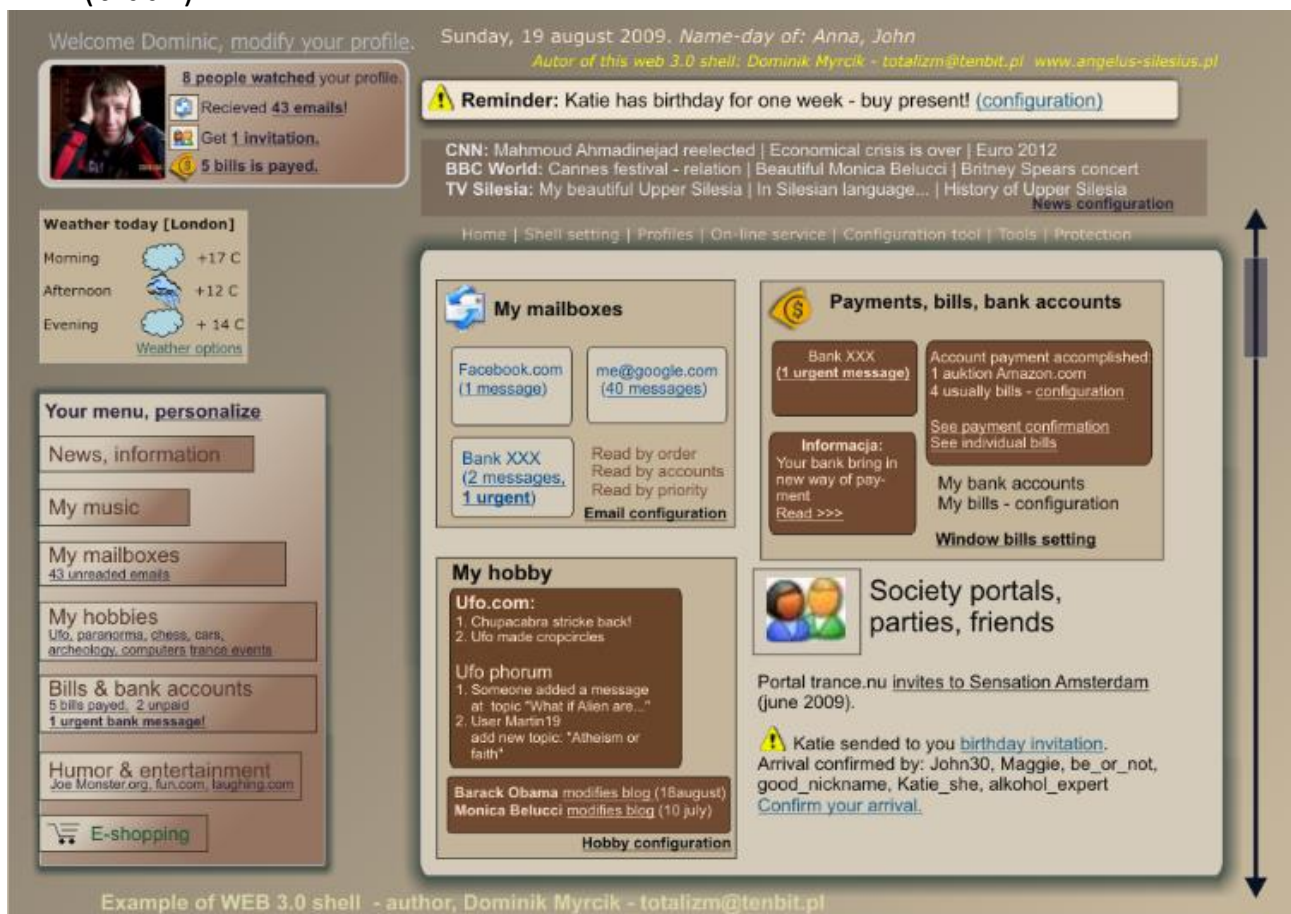 Welcome Dominic, modify your profile.
8 people watched your profile.
Recieved 43 emails!
Get 1 invitation.
5 bills is payed.
Sunday, 19 august 2009. Name-day of: Anna, John
Autor of this web 3.0 shell: Dominik Myrcik - totalizm@tenbit.pl www.angelus-silesius.pl
Reminder: Katie has birthday for one week - buy present! (configuration)
CNN: Mahmoud Ahmadinejad reelected | Economical crisis is over | Euro 2012
BBC World: Cannes festival - relation | Beautiful Monica Belucci | Britney Spears concert
TV Silesia: My beautiful Upper Silesia | In Silesian language... | History of Upper Silesia
News configuration
Weather today [London]
Morning +17 C
Afternoon +12 C
Evening + 14 C
Weather options
Home | Shell setting | Profiles | On-line service | Configuration tool | Tools | Protection
Your menu, personalize
News, information
My music
My mailboxes
43 unreaded emails
My hobbies
Ufo, paranorma, chess, cars,
archeology, computers trance events
Bills & bank accounts
5 bills payed, 2 unpaid
1 urgent bank message!
Humor & entertainment
Joe Monster.org, fun.com, laughing.com
E-shopping
My mailboxes
Facebook.com
(1 message)
me@google.com
(40 messages)
Bank XXX
(2 messages,
1 urgent)
Read by order
Read by accounts
Read by priority
Email configuration
Payments, bills, bank accounts
Bank XXX
(1 urgent message)
Account payment accomplished:
1 auktion Amazon.com
4 usually bills - configuration
See payment confirmation
See individual bills
Informacja:
Your bank bring in
new way of pay-
ment
Read >>>
My bank accounts
My bills - configuration
Window bills setting
My hobby
Ufo.com:
1. Chupacabra stricke back!
2. Ufo made cropcircles
Ufo phorum
1. Someone added a message
at topic "What if Alien are..."
2. User Martin19
add new topic: "Atheism or
faith"
Barack Obama modifies blog (16august)
Monica Belucci modifies blog (10 july)
Hobby configuration
Society portals,
parties, friends
Portal trance.nu invites to Sensation Amsterdam
(june 2009).
Katie sended to you birthday invitation.
Arrival confirmed by: John30, Maggie, be_or_not,
good_nickname, Katie_she, alkohol_expert
Confirm your arrival.
Example of WEB 3.0 shell - author, Dominik Myrcik - totalizm@tenbit.pl